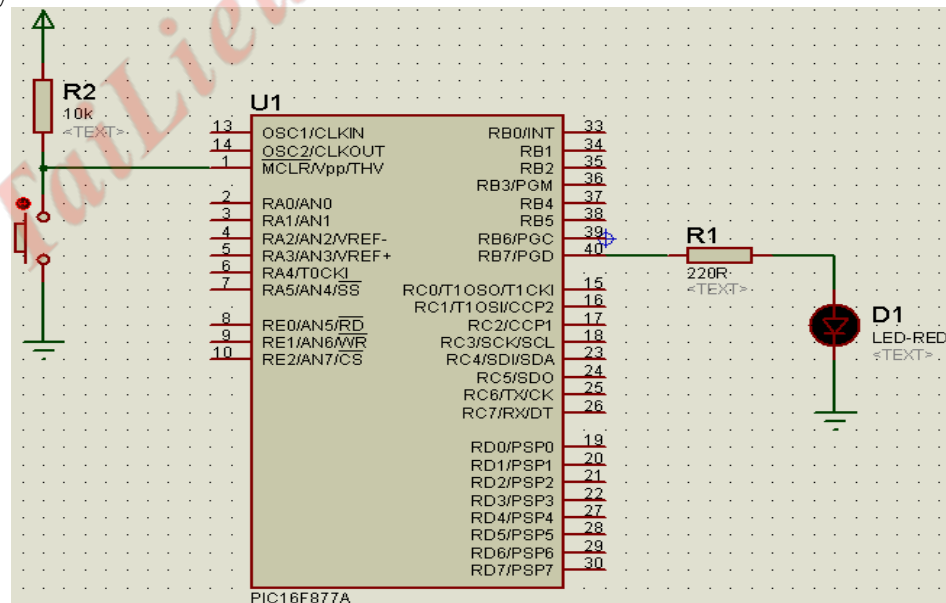 TaiLieu
R2
10k
<TEXT>
U1
13 OSC1/CLKIN
14 OSC2/CLKOUT
1 MCLR/Vpp/THV
2 RA0/AN0
3 RA1/AN1
4 RA2/AN2/VREF-
5 RA3/AN3/VREF+
6 RA4/T0CKI
7 RA5/AN4/SS
8 RE0/AN5/RD
9 RE1/AN6/WR
10 RE2/AN7/CS
RB0/INT 33
RB1 34
RB2 35
RB3/PGM 36
RB4 37
RB5 38
RB6/PGC 39
RB7/PGD 40
RC0/T1OSO/T1CKI 15
RC1/T1OSI/CCP2 16
RC2/CCP1 17
RC3/SCK/SCL 18
RC4/SDI/SDA 23
RC5/SDO 24
RC6/TX/CK 25
RC7/RX/DT 26
RD0/PSP0 19
RD1/PSP1 20
RD2/PSP2 21
RD3/PSP3 22
RD4/PSP4 27
RD5/PSP5 28
RD6/PSP6 29
RD7/PSP7 30
PIC16F877A
R1
220R
<TEXT>
D1
LED-RED
<TEXT>